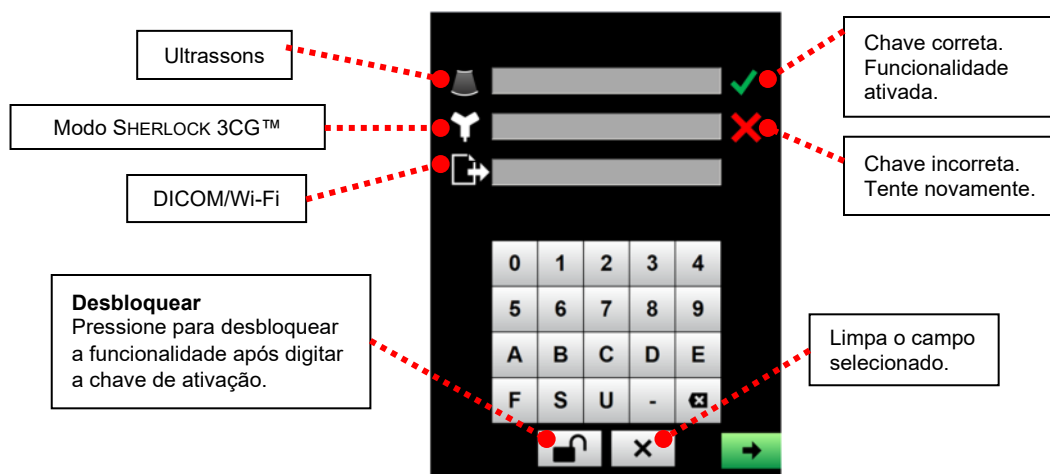 Ultrassons
Modo SHERLOCK 3CG™
DICOM/Wi-Fi
Chave correta.
Funcionalidade
ativada.
Chave incorreta.
Tente novamente.
0 1 2 3 4
5 6 7 8 9
A B C D E
F S U -
Desbloquear
Pressione para desbloquear
a funcionalidade após digitar
a chave de ativação.
Limpa o campo
selecionado.